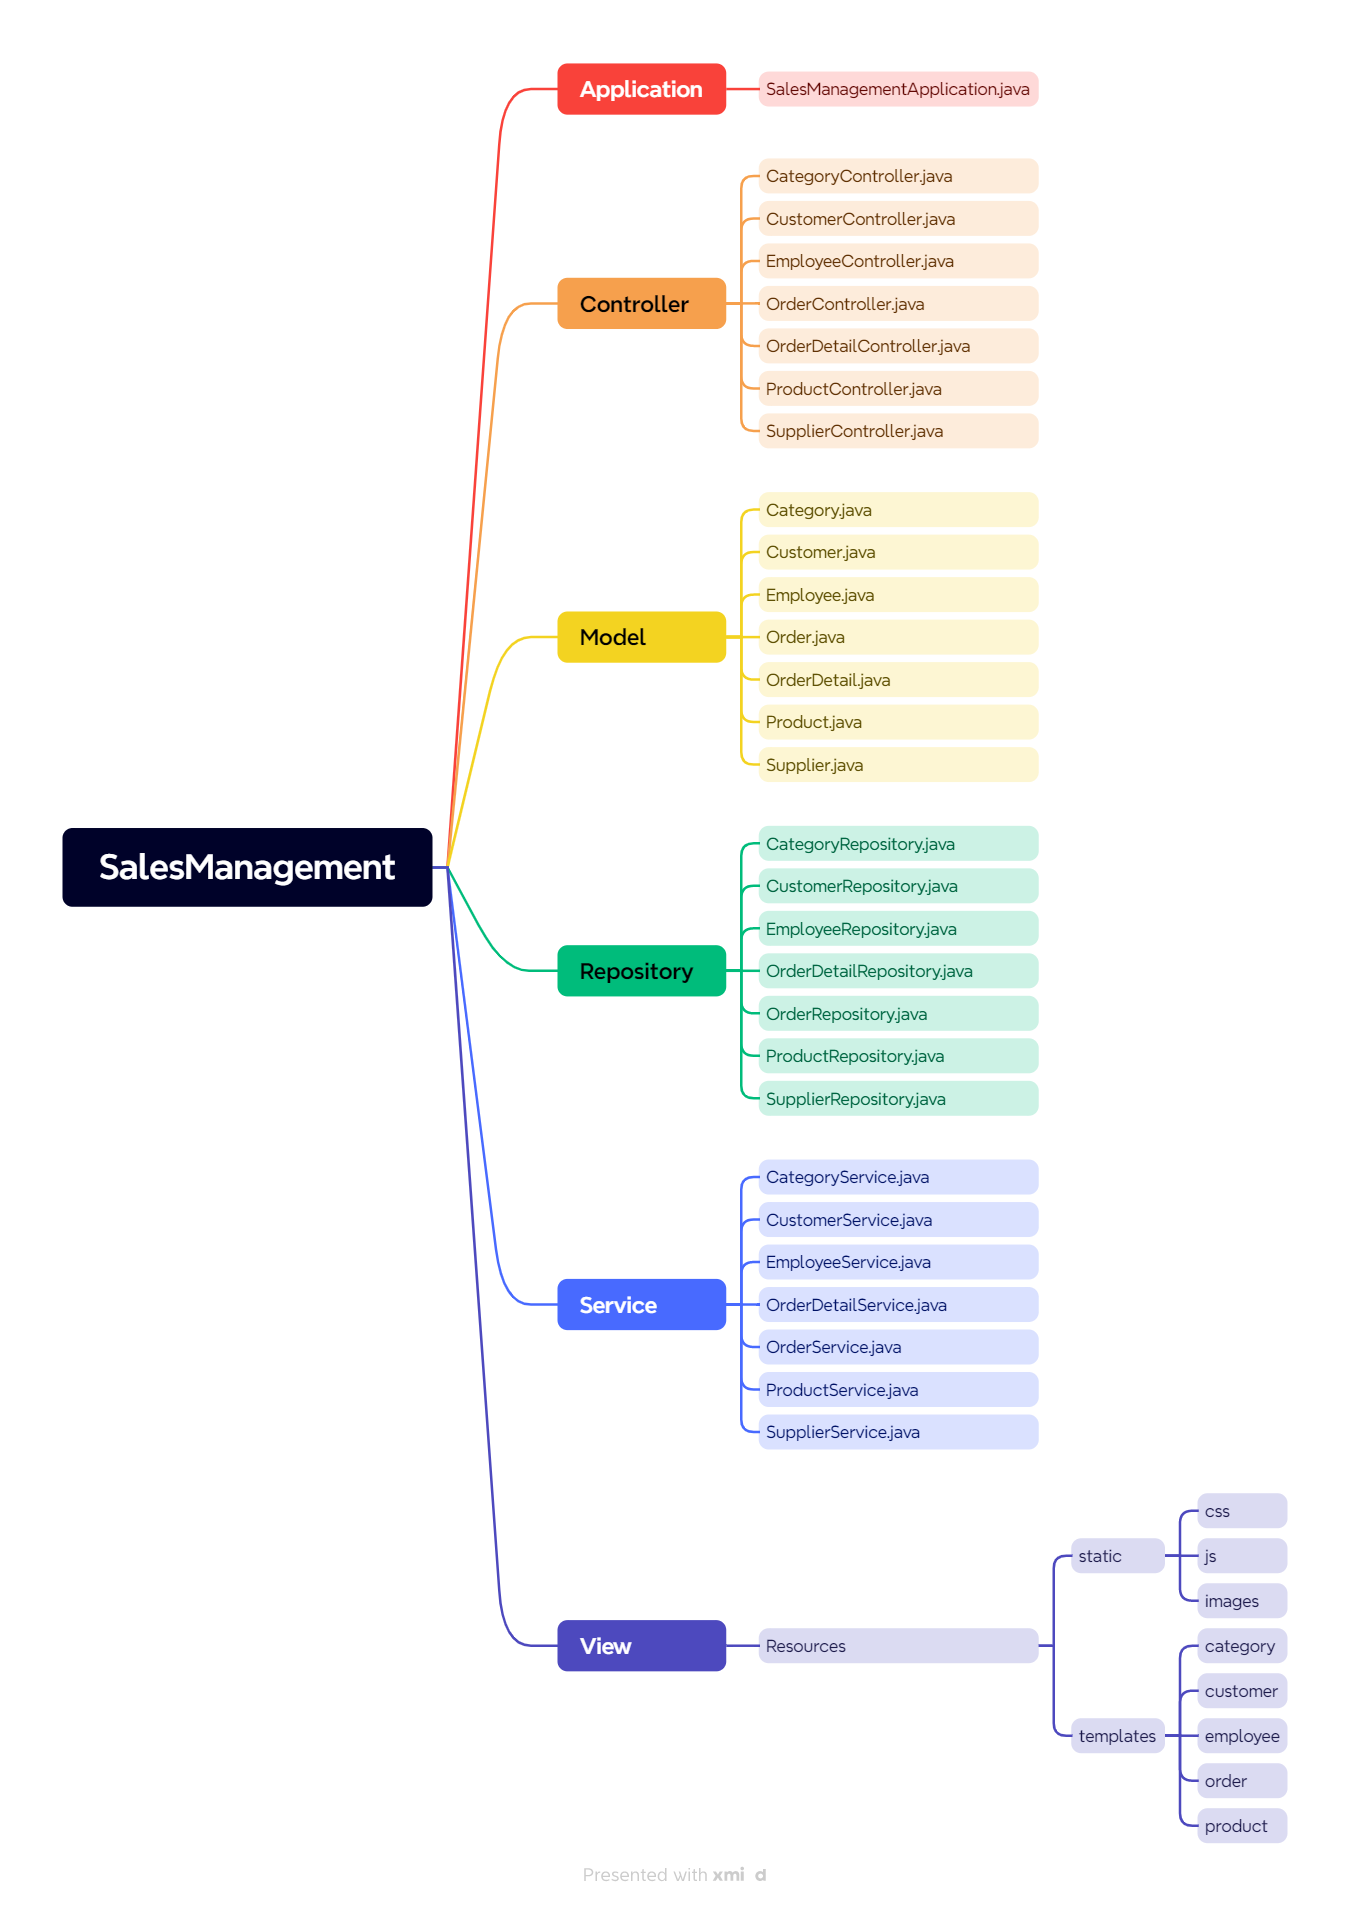 SalesManagement
Application
SalesManagementApplication.java
Controller
CategoryController.java
CustomerController.java
EmployeeController.java
OrderController.java
OrderDetailController.java
ProductController.java
SupplierController.java
Model
Category.java
Customer.java
Employee.java
Order.java
OrderDetail.java
Product.java
Supplier.java
Repository
CategoryRepository.java
CustomerRepository.java
EmployeeRepository.java
OrderDetailRepository.java
OrderRepository.java
ProductRepository.java
SupplierRepository.java
Service
CategoryService.java
CustomerService.java
EmployeeService.java
OrderDetailService.java
OrderService.java
ProductService.java
SupplierService.java
View
Resources
static
css
js
images
templates
category
customer
employee
order
product
Presented with xmi d